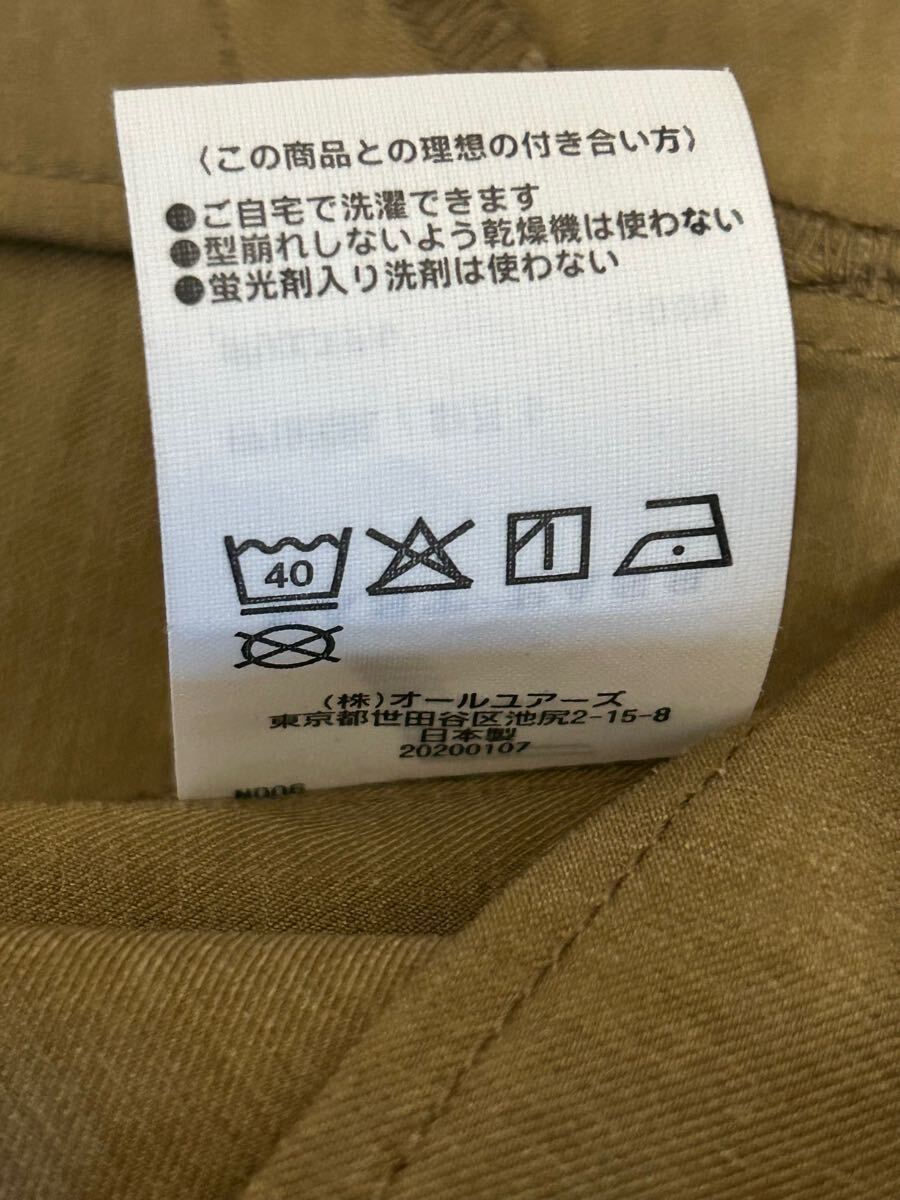 〈この商品との理想の付き合い方〉
●ご自宅で洗濯できます
●型崩れしないよう乾燥機は使わない
●蛍光剤入り洗剤は使わない
40
(株)オールユアーズ
東京都世田谷区池尻2-15-8
日本製
20200107
N006